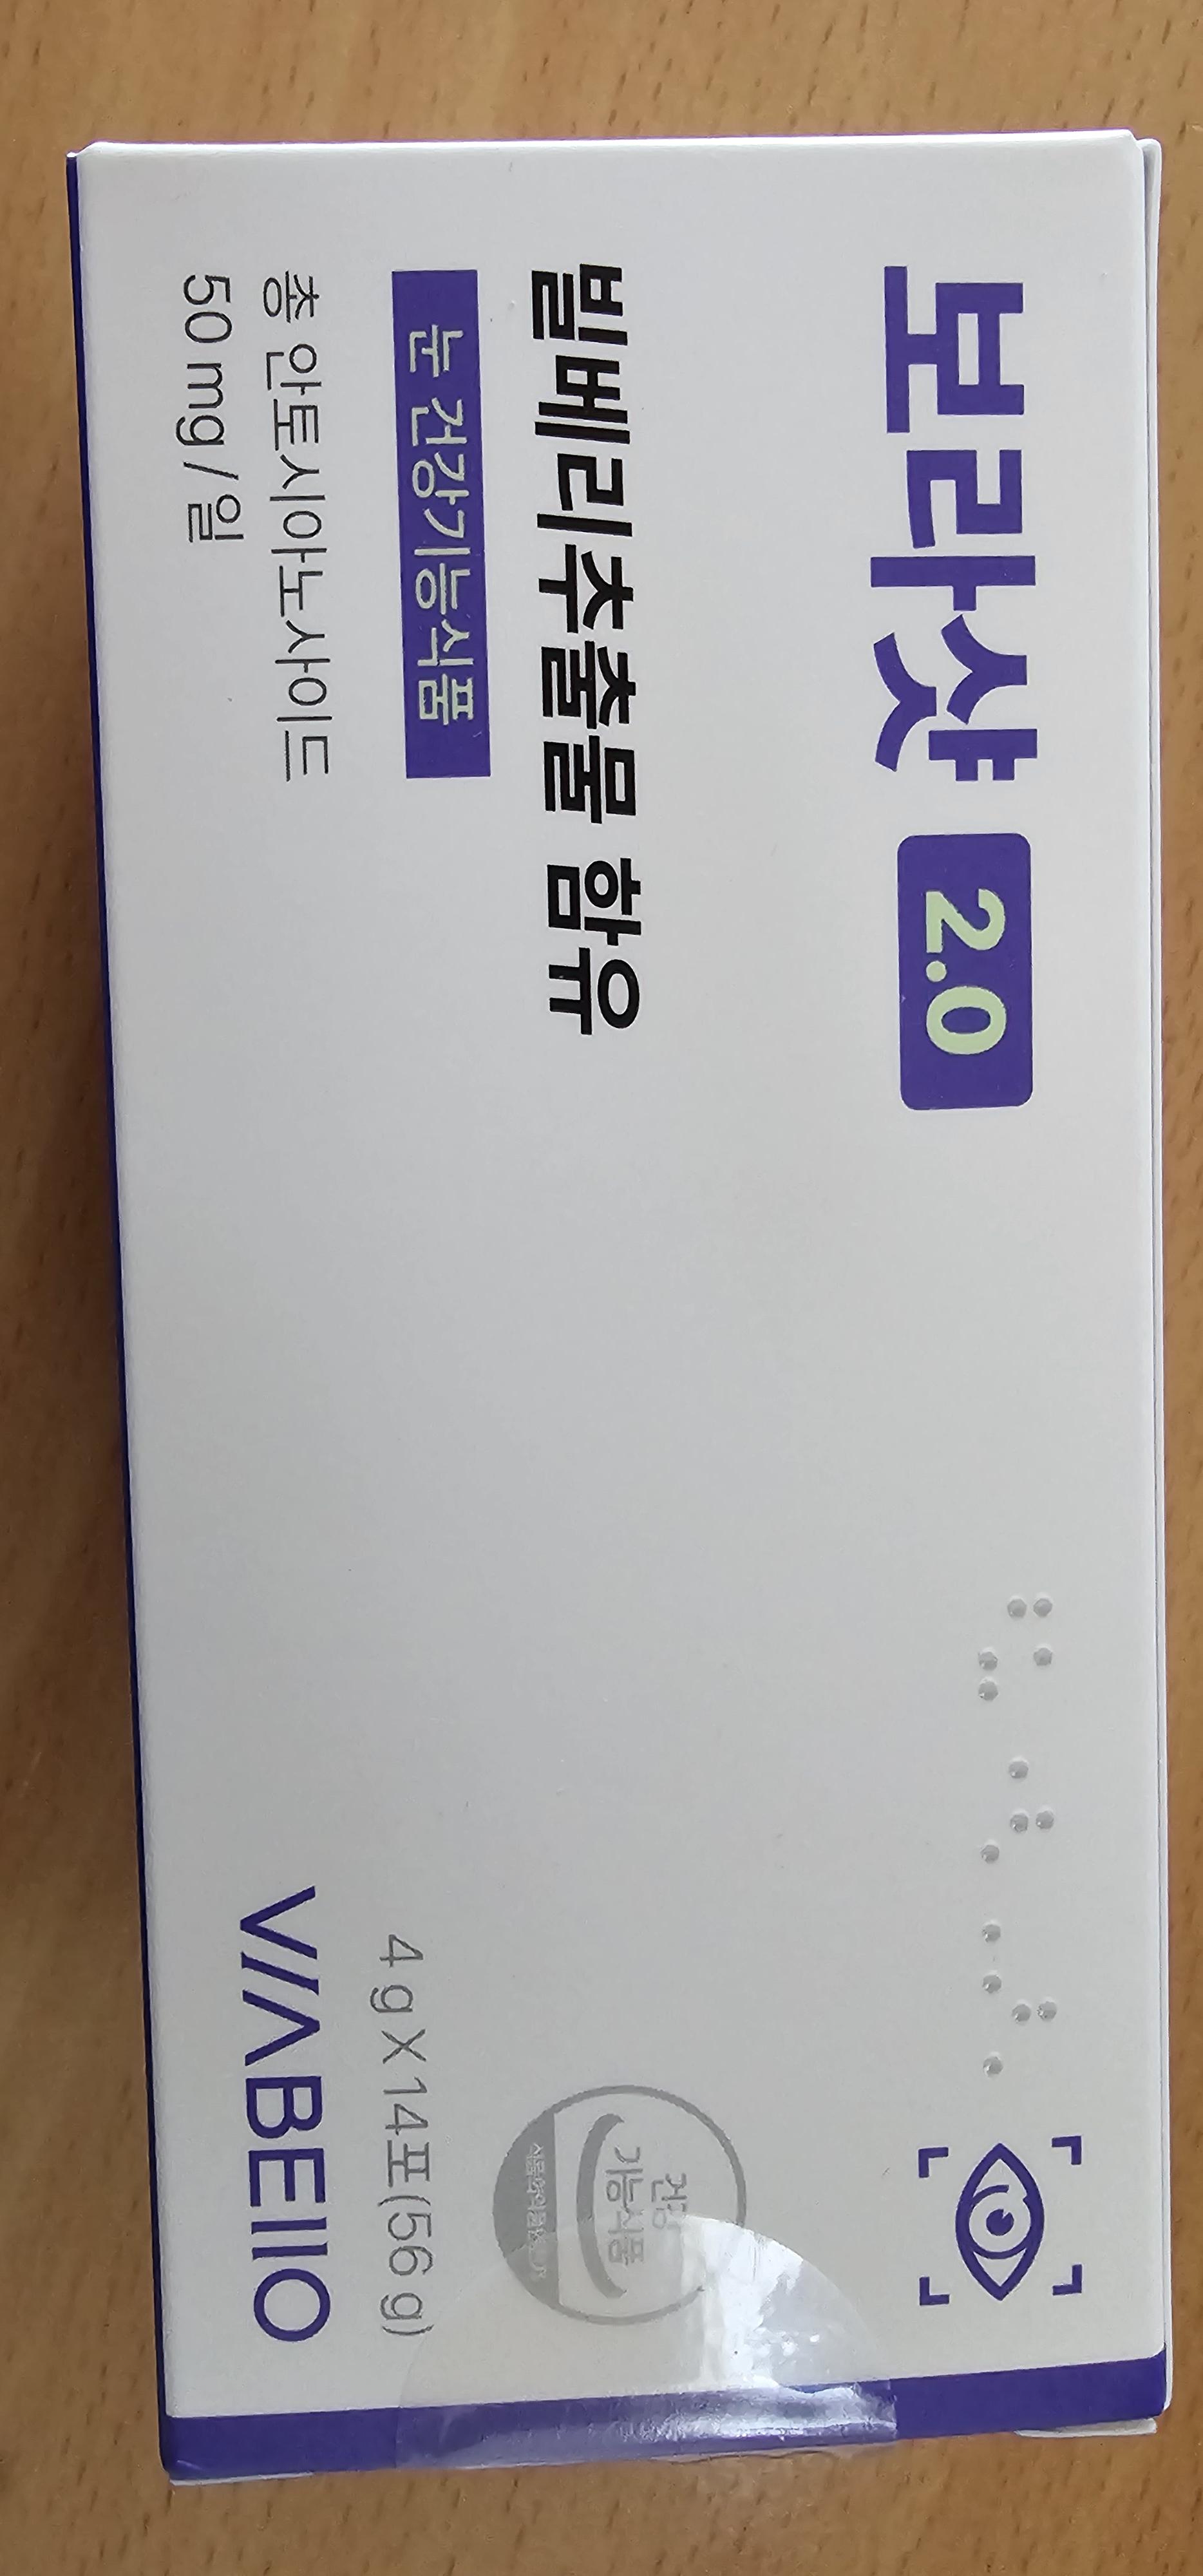 보라샷 2.0
빌베리추출물 함유
눈 건강기능식품
총 안토시아노사이드
50 mg / 일
건강
기능식품
4 g X 14포(56 g)
VIABEIIO